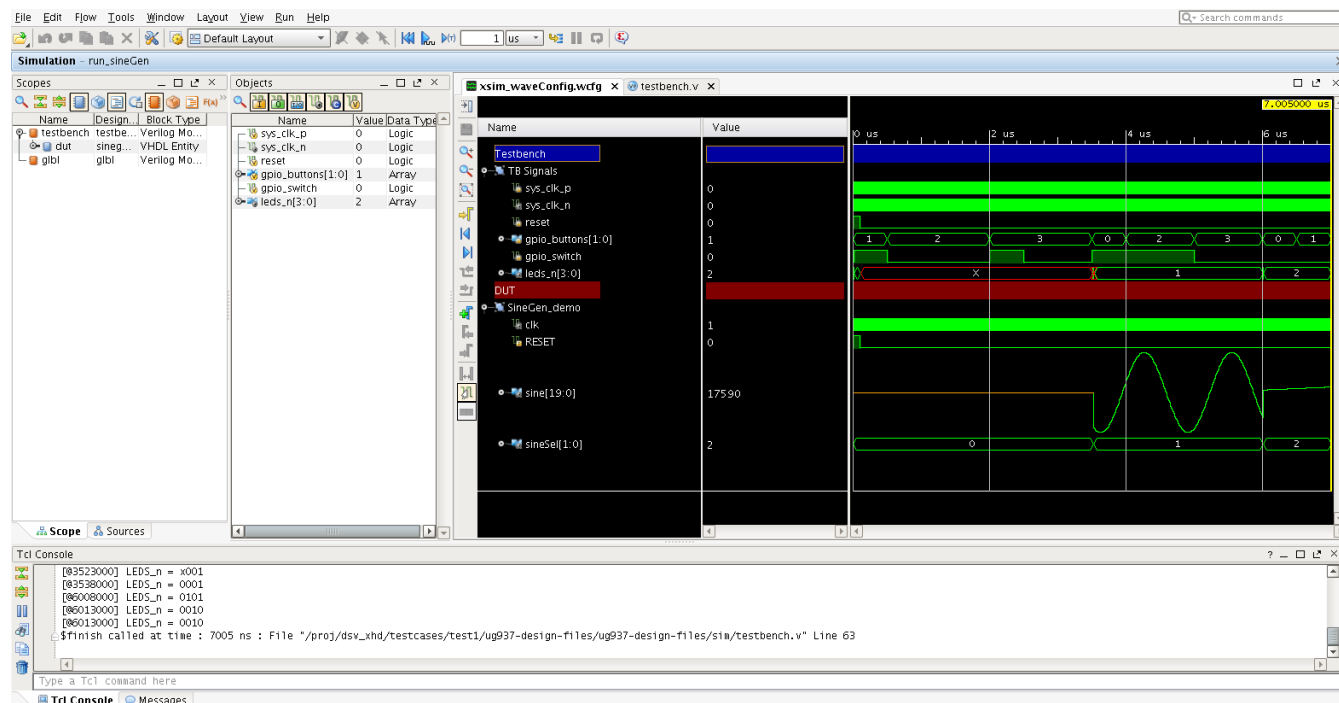 File Edit Flow Tools Window Layout View Run Help
Q- Search commands
Default Layout 1 us
Simulation - run_sineGen
Scopes
Name Design... Block Type
testbench testbe... Verilog Mo...
dut sineg... VHDL Entity
glbl glbl Verilog Mo...
Scope Sources
Objects
Name Value Data Type
sys_clk_p 0 Logic
sys_clk_n 0 Logic
reset 0 Logic
gpio_buttons[1:0] 1 Array
gpio_switch 0 Logic
leds_n[3:0] 2 Array
xsim_waveConfig.wcfg testbench.v
7.005000 us
Name Value 0 us 2 us 4 us 6 us
Testbench
TB Signals
sys_clk_p 0
sys_clk_n 0
reset 0
gpio_buttons[1:0] 1 1 2 3 0 2 3 0 1
gpio_switch 0
leds_n[3:0] 2 X 1 2
DUT
SineGen_demo
clk 1
RESET 0
sine[19:0] 17590
sineSel[1:0] 2 0 1 2
Tcl Console
[@3523000] LEDS_n = x001
[@3538000] LEDS_n = 0001
[@6008000] LEDS_n = 0101
[@6013000] LEDS_n = 0010
[@6013000] LEDS_n = 0010
$finish called at time : 7005 ns : File "/proj/dsv_xhd/testcases/test1/ug937-design-files/ug937-design-files/sim/testbench.v" Line 63
Type a Tcl command here
Tcl Console Messages